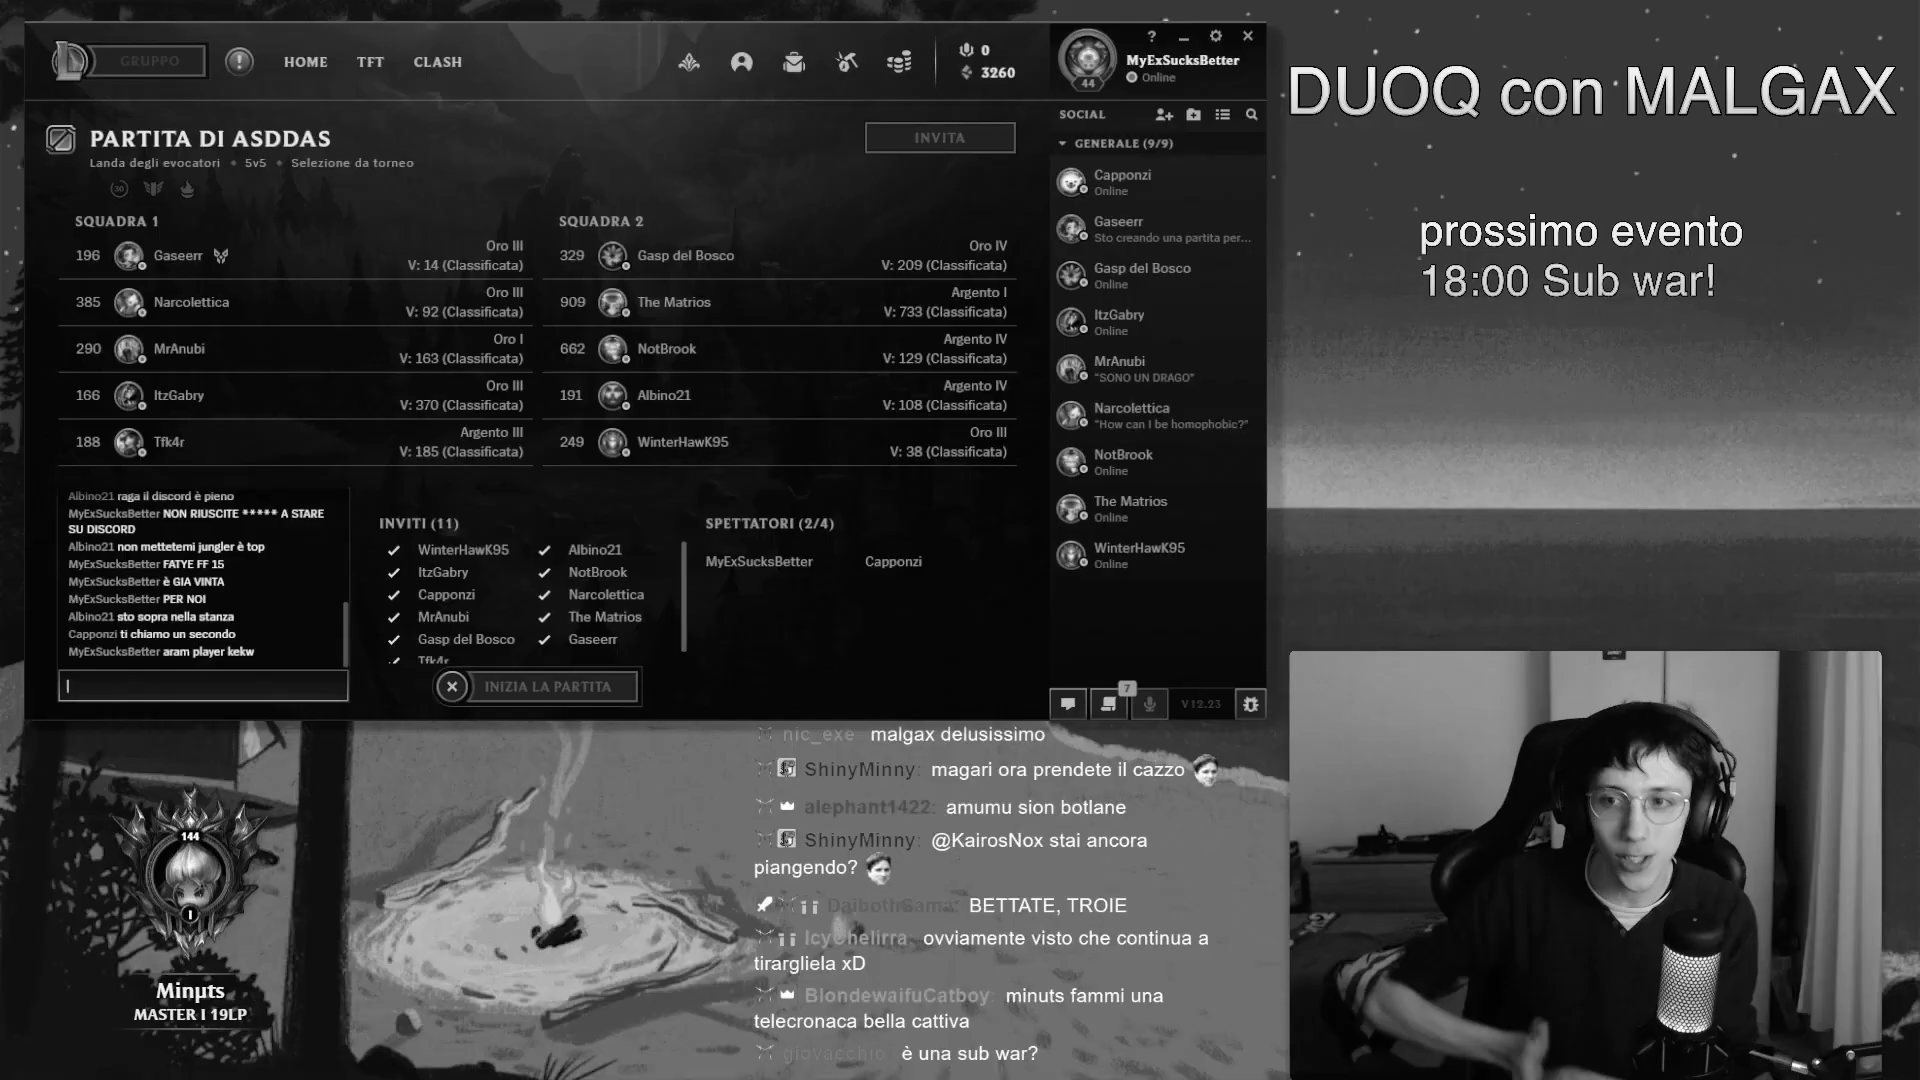 GRUPPO
HOME
TFT
CLASH
0
3260
44
MyExSucksBetter
Online
PARTITA DI ASDDAS
Landa degli evocatori • 5v5 • Selezione da torneo
30
INVITA
SQUADRA 1
196 Gaseerr Oro III
V: 14 (Classificata)
385 Narcolettica Oro III
V: 92 (Classificata)
290 MrAnubi Oro I
V: 163 (Classificata)
166 ItzGabry Oro III
V: 370 (Classificata)
188 Tfk4r Argento III
V: 185 (Classificata)
SQUADRA 2
329 Gasp del Bosco Oro IV
V: 209 (Classificata)
909 The Matrios Argento I
V: 733 (Classificata)
662 NotBrook Argento IV
V: 129 (Classificata)
191 Albino21 Argento IV
V: 108 (Classificata)
249 WinterHawK95 Oro III
V: 38 (Classificata)
Albino21 raga il discord è pieno
MyExSucksBetter NON RIUSCITE ***** A STARE
SU DISCORD
Albino21 non mettetemi jungler è top
MyExSucksBetter FATYE FF 15
MyExSucksBetter è GIA VINTA
MyExSucksBetter PER NOI
Albino21 sto sopra nella stanza
Capponzi ti chiamo un secondo
MyExSucksBetter aram player kekw
INVITI (11)
WinterHawK95 Albino21
ItzGabry NotBrook
Capponzi Narcolettica
MrAnubi The Matrios
Gasp del Bosco Gaseerr
Tfk4r
INIZIA LA PARTITA
SPETTATORI (2/4)
MyExSucksBetter Capponzi
SOCIAL
GENERALE (9/9)
Capponzi
Online
Gaseerr
Sto creando una partita per...
Gasp del Bosco
Online
ItzGabry
Online
MrAnubi
"SONO UN DRAGO"
Narcolettica
"How can I be homophobic?"
NotBrook
Online
The Matrios
Online
WinterHawK95
Online
7
V12.23
DUOQ con MALGAX
prossimo evento
18:00 Sub war!
144
I
Minµts
MASTER I 19LP
nic_exe malgax delusissimo
ShinyMinny: magari ora prendete il cazzo
alephant1422: amumu sion botlane
ShinyMinny: @KairosNox stai ancora
piangendo?
DaibothSama: BETTATE, TROIE
ovviamente visto che continua a
tirargliela xD
BlondewaifuCatboy: minuts fammi una
telecronaca bella cattiva
giovacchio è una sub war?